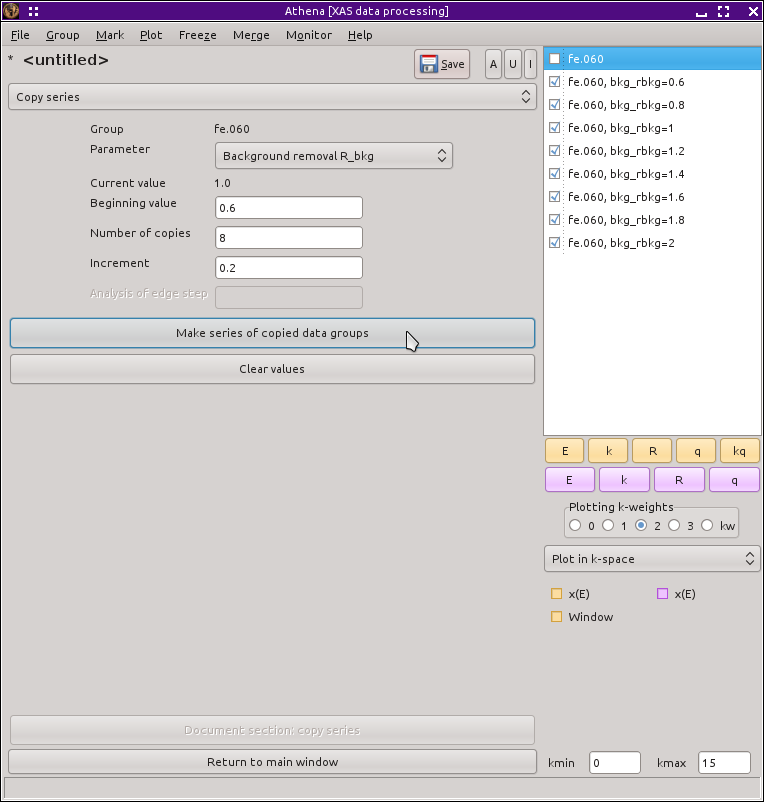 Athena [XAS data processing]
File Group Mark Plot Freeze Merge Monitor Help
* <untitled>
Save
A U I
Copy series
Group fe.060
Parameter Background removal R_bkg
Current value 1.0
Beginning value 0.6
Number of copies 8
Increment 0.2
Analysis of edge step
Make series of copied data groups
Clear values
Document section: copy series
Return to main window
fe.060
fe.060, bkg_rbkg=0.6
fe.060, bkg_rbkg=0.8
fe.060, bkg_rbkg=1
fe.060, bkg_rbkg=1.2
fe.060, bkg_rbkg=1.4
fe.060, bkg_rbkg=1.6
fe.060, bkg_rbkg=1.8
fe.060, bkg_rbkg=2
E k R q kq
E k R q
Plotting k-weights
0 1 2 3 kw
Plot in k-space
χ(E) χ(E)
Window
kmin 0 kmax 15